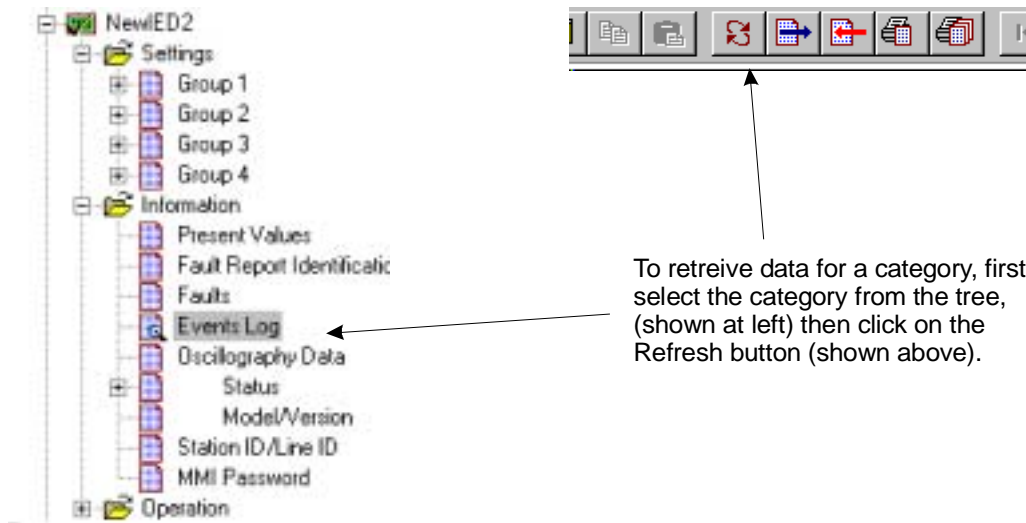 NewIED2
Settings
Group 1
Group 2
Group 3
Group 4
Information
Present Values
Fault Report Identificatic
Faults
Events Log
Oscillography Data
Status
Model/Version
Station ID/Line ID
MMI Password
Operation
To retreive data for a category, first
select the category from the tree,
(shown at left) then click on the
Refresh button (shown above).